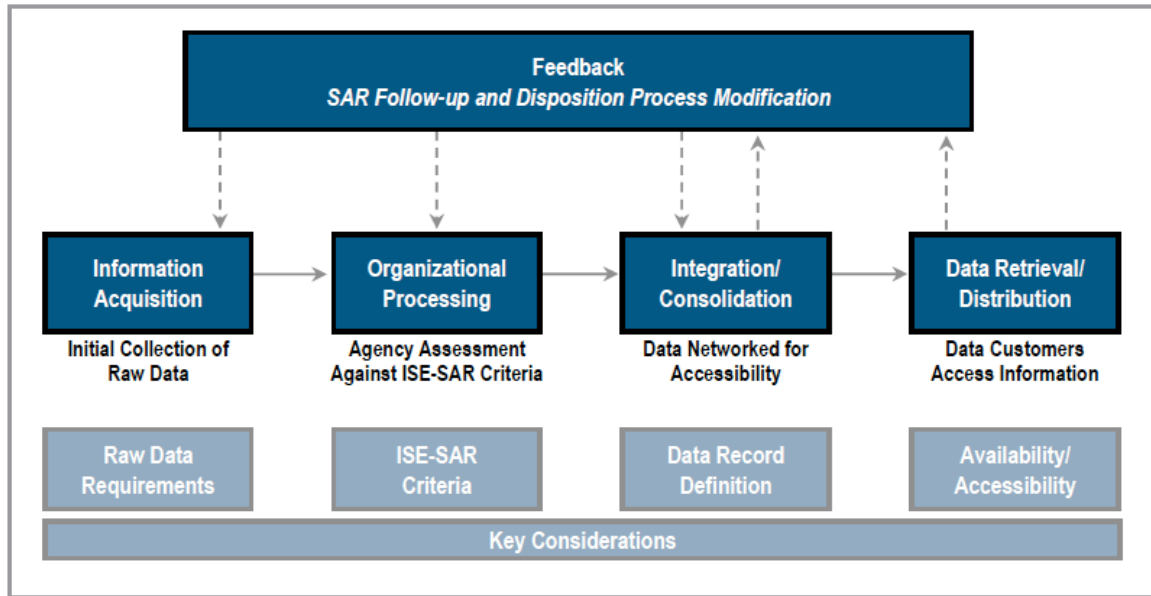 Feedback
SAR Follow-up and Disposition Process Modification
Information
Acquisition
Organizational
Processing
Integration/
Consolidation
Data Retrieval/
Distribution
Initial Collection of
Raw Data
Agency Assessment
Against ISE-SAR Criteria
Data Networked for
Accessibility
Data Customers
Access Information
Raw Data
Requirements
ISE-SAR
Criteria
Data Record
Definition
Availability/
Accessibility
Key Considerations